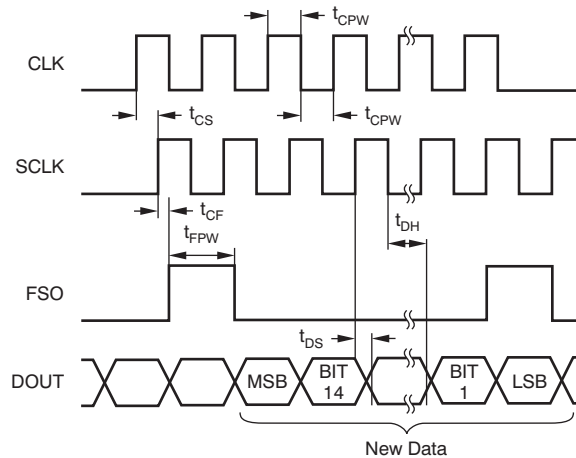 CLK
tCPW
tCS
tCPW
SCLK
tCF
tDH
tFPW
FSO
tDS
DOUT
MSB
BIT
14
BIT
1
LSB
New Data